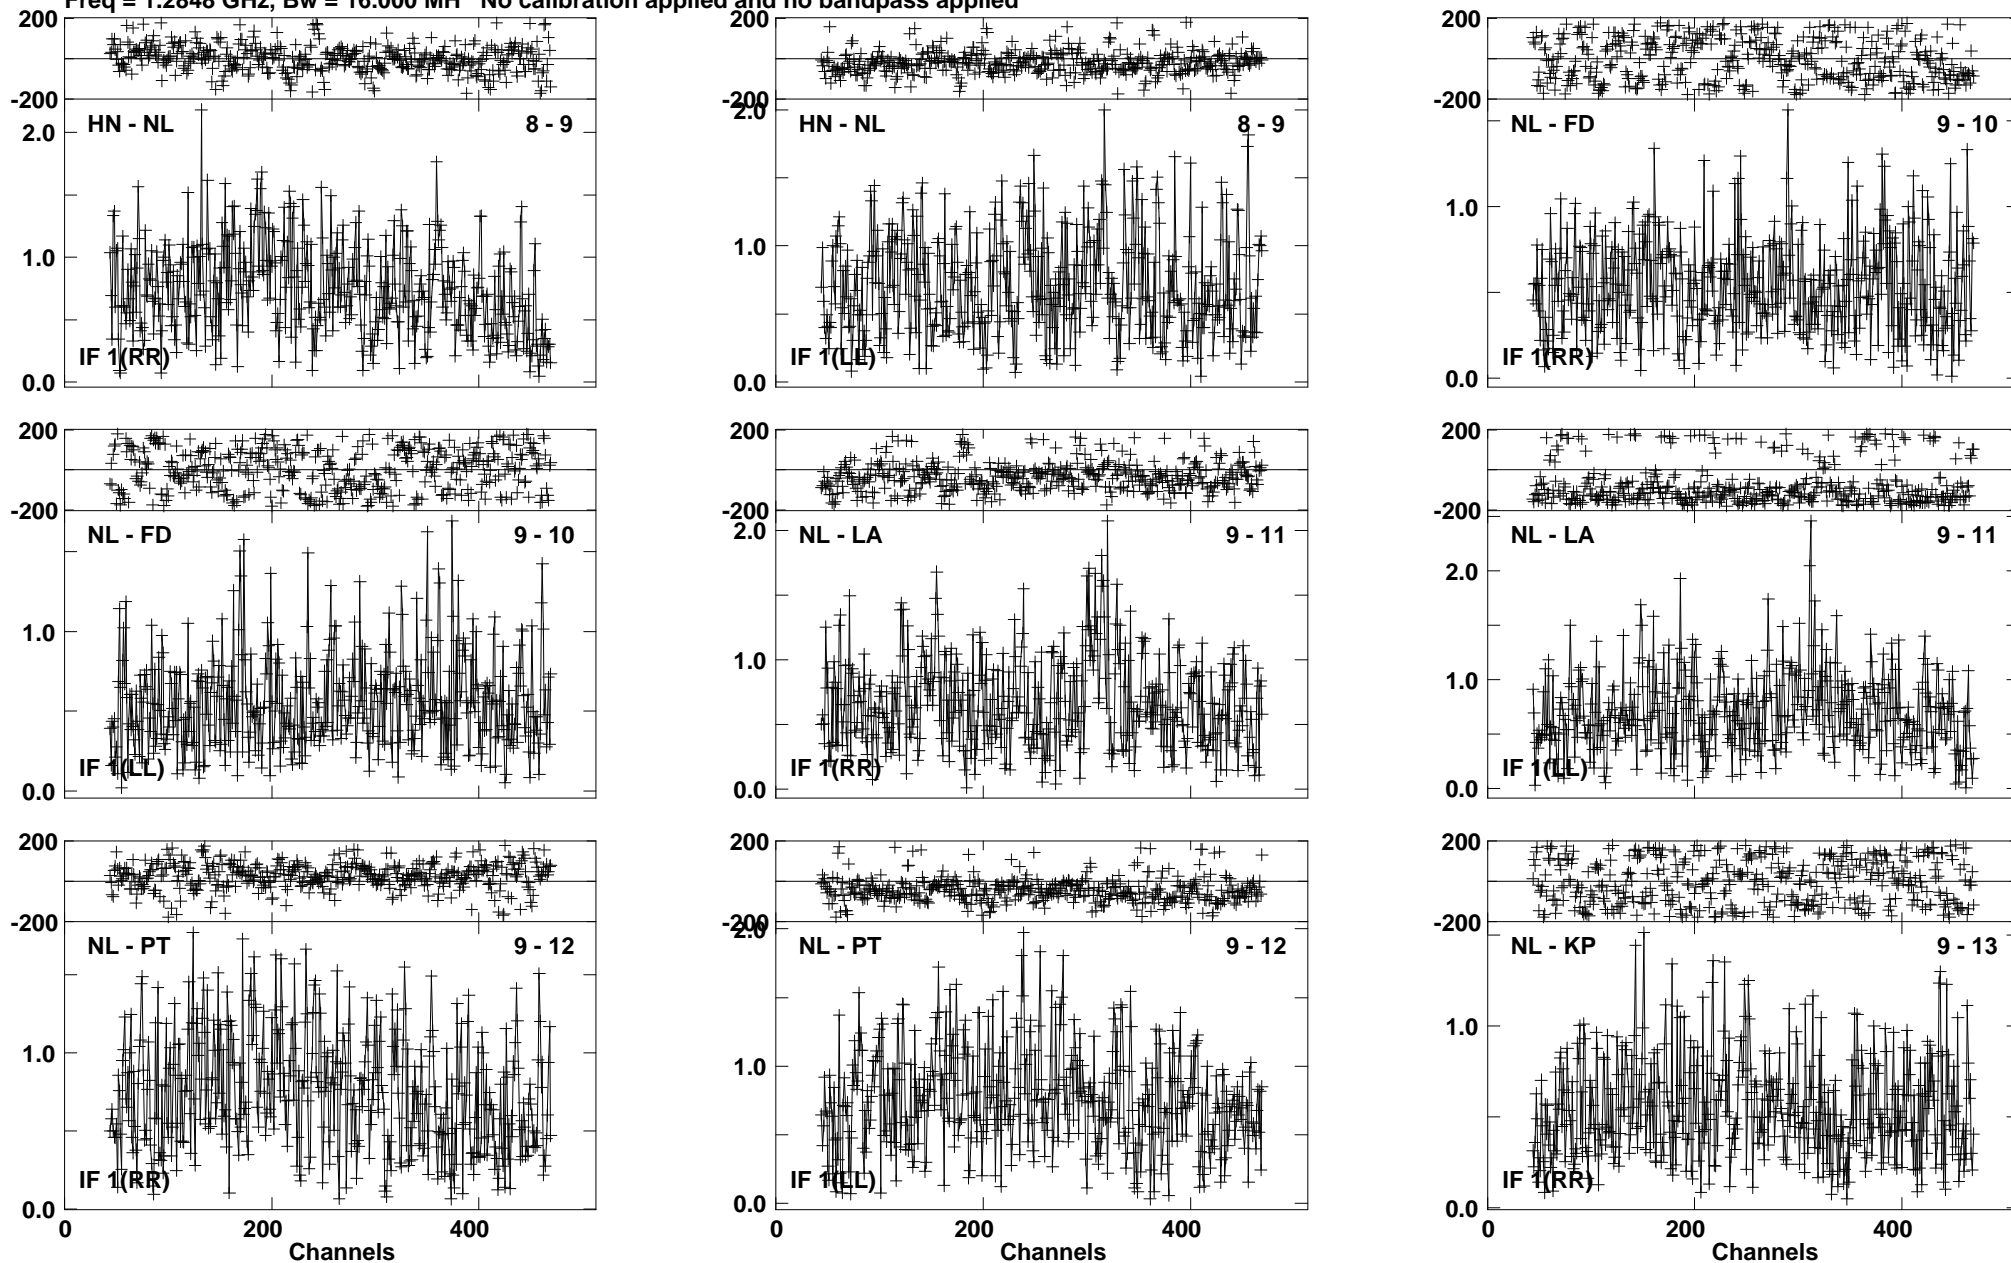 Freq = 1.2848 GHz, Bw = 16.000 MH No calibration applied and no bandpass applied
200
-200
HN - NL 8 - 9
2.0
1.0
IF 1(RR)
0.0
-200
2.0
HN - NL 8 - 9
1.0
IF 1(LL)
0.0
200
-200
NL - FD 9 - 10
1.0
IF 1(RR)
0.0
200
-200
NL - FD 9 - 10
1.0
IF 1(LL)
0.0
200
-200
NL - LA 9 - 11
2.0
1.0
IF 1(RR)
0.0
200
-200
NL - LA 9 - 11
2.0
1.0
IF 1(LL)
0.0
200
-200
NL - PT 9 - 12
1.0
IF 1(RR)
0.0
0 200 400
Channels
200
-200
2.0
NL - PT 9 - 12
1.0
IF 1(LL)
0.0
0 200 400
200
-200
NL - KP 9 - 13
1.0
IF 1(RR)
0.0
0 200 400
Channels